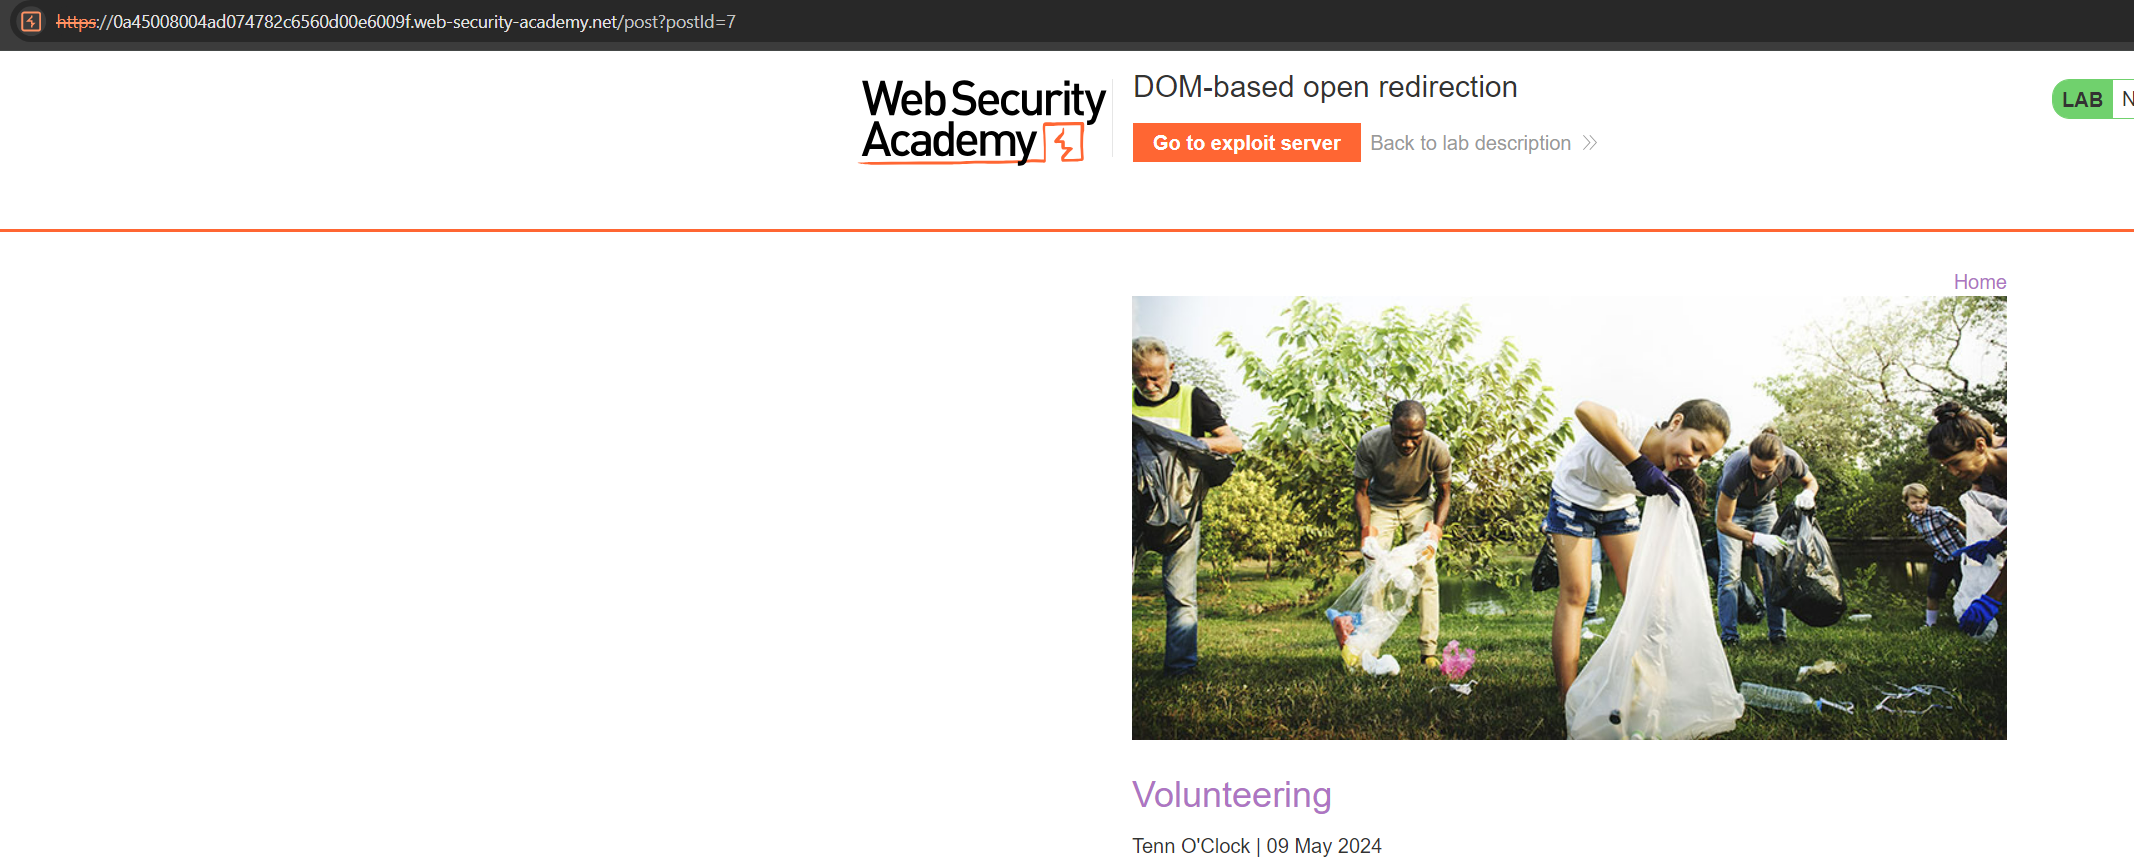 https://0a45008004ad074782c6560d00e6009f.web-security-academy.net/post?postId=7
Web Security
Academy
DOM-based open redirection
Go to exploit server
Back to lab description
LAB
N
Home
Volunteering
Tenn O'Clock | 09 May 2024